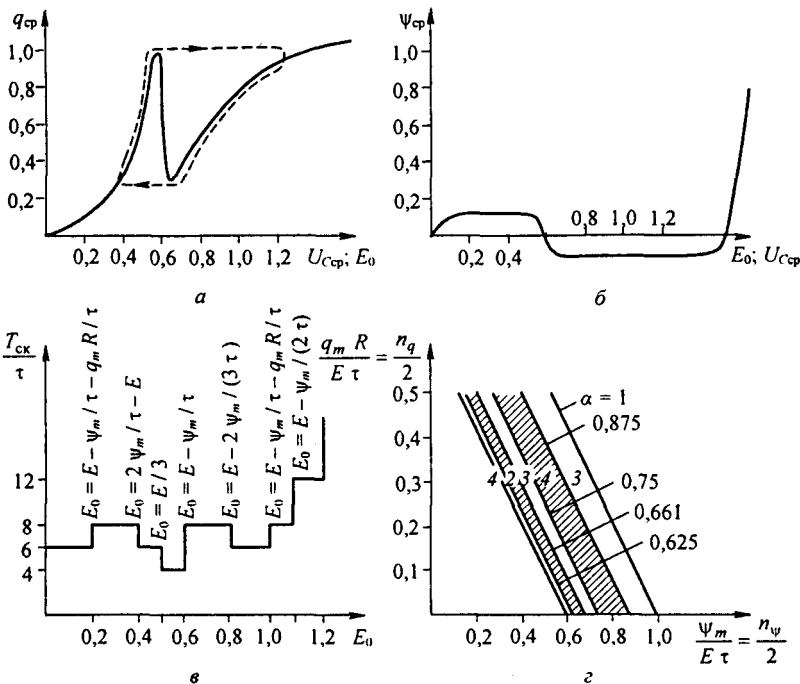 q_ср
1,0
0,8
0,6
0,4
0,2
0,2 0,4 0,6 0,8 1,0 1,2 U_Cср; E_0
а
ψ_ср
1,0
0,8
0,6
0,4
0,2
0,2 0,4
0,8 1,0 1,2
E_0; U_Cср
б
T_ск / τ
12
8
6
4
E_0 = E − ψ_m / τ − q_m R / τ
E_0 = 2 ψ_m / τ − E
E_0 = E / 3
E_0 = E − ψ_m / τ
E_0 = E − 2 ψ_m / (3 τ)
E_0 = E − ψ_m / τ − q_m R / τ
E_0 = E − ψ_m / (2 τ)
0,2 0,4 0,6 0,8 1,0 1,2 E_0
в
q_m R / E τ = n_q / 2
0,5
0,4
0,3
0,2
0,1
α = 1
0,875
0,75
0,661
0,625
4 2 3 4 3
0,2 0,4 0,6 0,8 1,0
ψ_m / E τ = n_ψ / 2
г